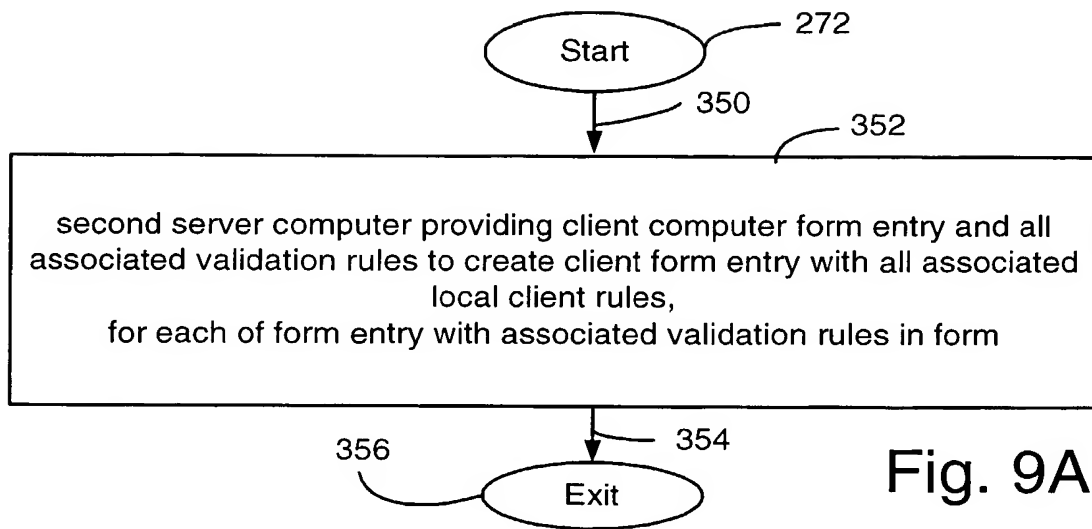 272
Start
350
352
second server computer providing client computer form entry and all
associated validation rules to create client form entry with all associated
local client rules,
for each of form entry with associated validation rules in form
354
356
Exit
Fig. 9A